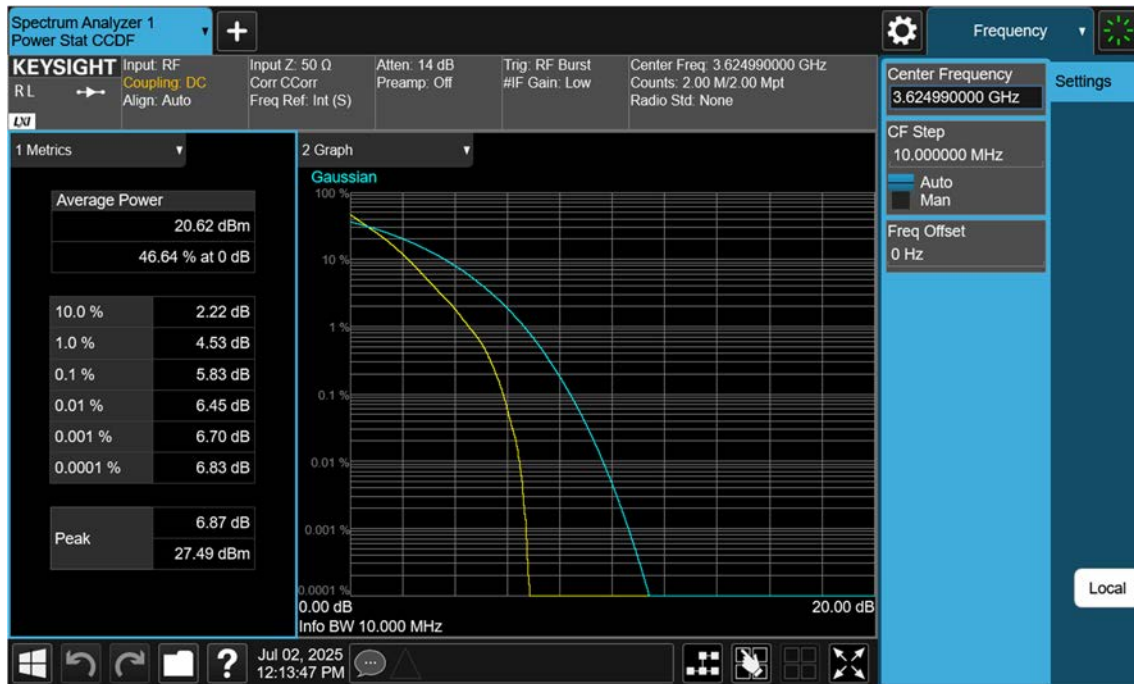 Spectrum Analyzer 1
Power Stat CCDF
+
Frequency
KEYSIGHT
RL
LXI
Input: RF
Coupling: DC
Align: Auto
Input Z: 50 Ω
Corr CCorr
Freq Ref: Int (S)
Atten: 14 dB
Preamp: Off
Trig: RF Burst
#IF Gain: Low
Center Freq: 3.624990000 GHz
Counts: 2.00 M/2.00 Mpt
Radio Std: None
Center Frequency
3.624990000 GHz
Settings
CF Step
10.000000 MHz
Auto
Man
Freq Offset
0 Hz
1 Metrics
Average Power
20.62 dBm
46.64 % at 0 dB
10.0 % 2.22 dB
1.0 % 4.53 dB
0.1 % 5.83 dB
0.01 % 6.45 dB
0.001 % 6.70 dB
0.0001 % 6.83 dB
Peak
6.87 dB
27.49 dBm
2 Graph
Gaussian
100 %
10 %
1 %
0.1 %
0.01 %
0.001 %
0.0001 %
0.00 dB 20.00 dB
Info BW 10.000 MHz
Local
?
Jul 02, 2025
12:13:47 PM